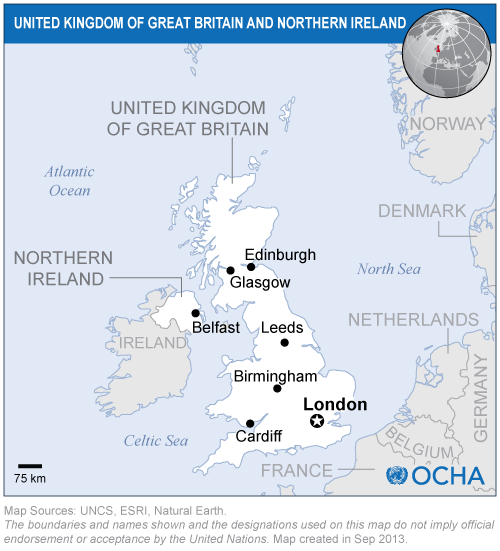 UNITED KINGDOM OF GREAT BRITAIN AND NORTHERN IRELAND
NORWAY
UNITED KINGDOM
OF GREAT BRITAIN
Atlantic
Ocean
DENMARK
NORTHERN
IRELAND
Edinburgh
North Sea
Glasgow
NETHERLANDS
Belfast
Leeds
IRELAND
Birmingham
GERMANY
London
Cardiff
Celtic Sea
BELGIUM
FRANCE
75 km
OCHA
Map Sources: UNCS, ESRI, Natural Earth.
The boundaries and names shown and the designations used on this map do not imply official
endorsement or acceptance by the United Nations. Map created in Sep 2013.